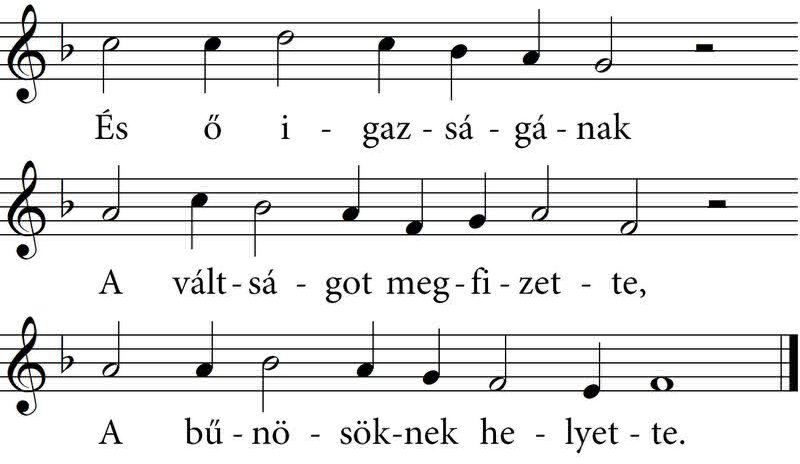 És ő i - gaz - sá - gá - nak
A vált - sá - got meg - fi - zet - te,
A bű - nö - sök - nek he - lyet - te.